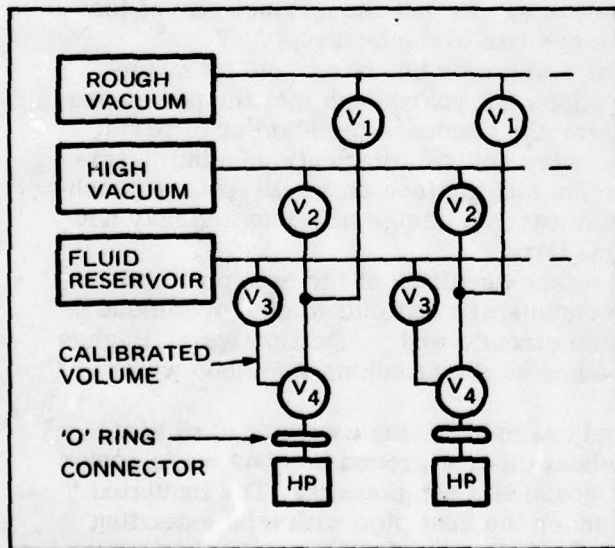 ROUGH
VACUUM
V1 V1
HIGH
VACUUM
V2 V2
FLUID
RESERVOIR
V3 V3
CALIBRATED
VOLUME
V4 V4
'O' RING
CONNECTOR
HP HP